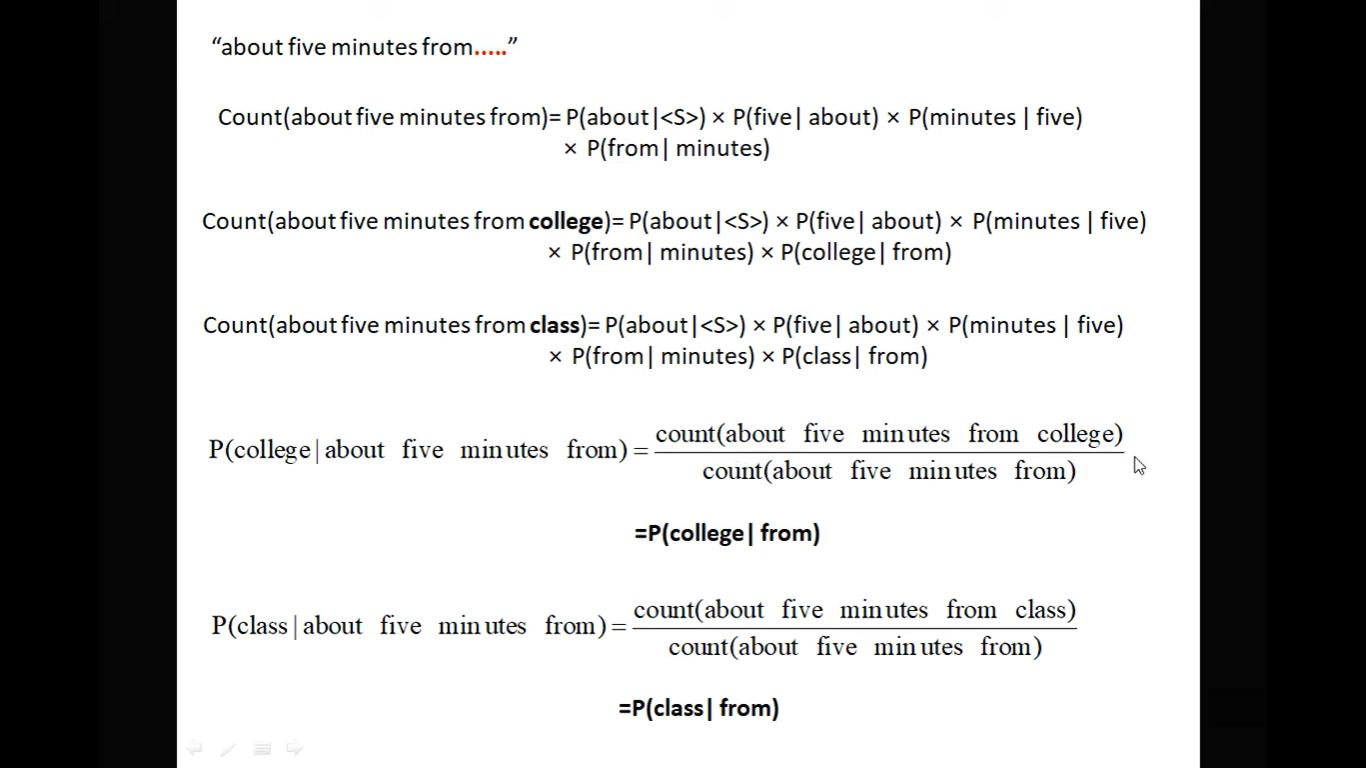 “about five minutes from.....”
Count(about five minutes from)= P(about|<S>) × P(five| about) × P(minutes | five)
× P(from| minutes)
Count(about five minutes from college)= P(about|<S>) × P(five| about) × P(minutes | five)
× P(from| minutes) × P(college| from)
Count(about five minutes from class)= P(about|<S>) × P(five| about) × P(minutes | five)
× P(from| minutes) × P(class| from)
P(college | about five minutes from) = count(about five minutes from college)
count(about five minutes from)
=P(college| from)
P(class | about five minutes from) = count(about five minutes from class)
count(about five minutes from)
=P(class| from)